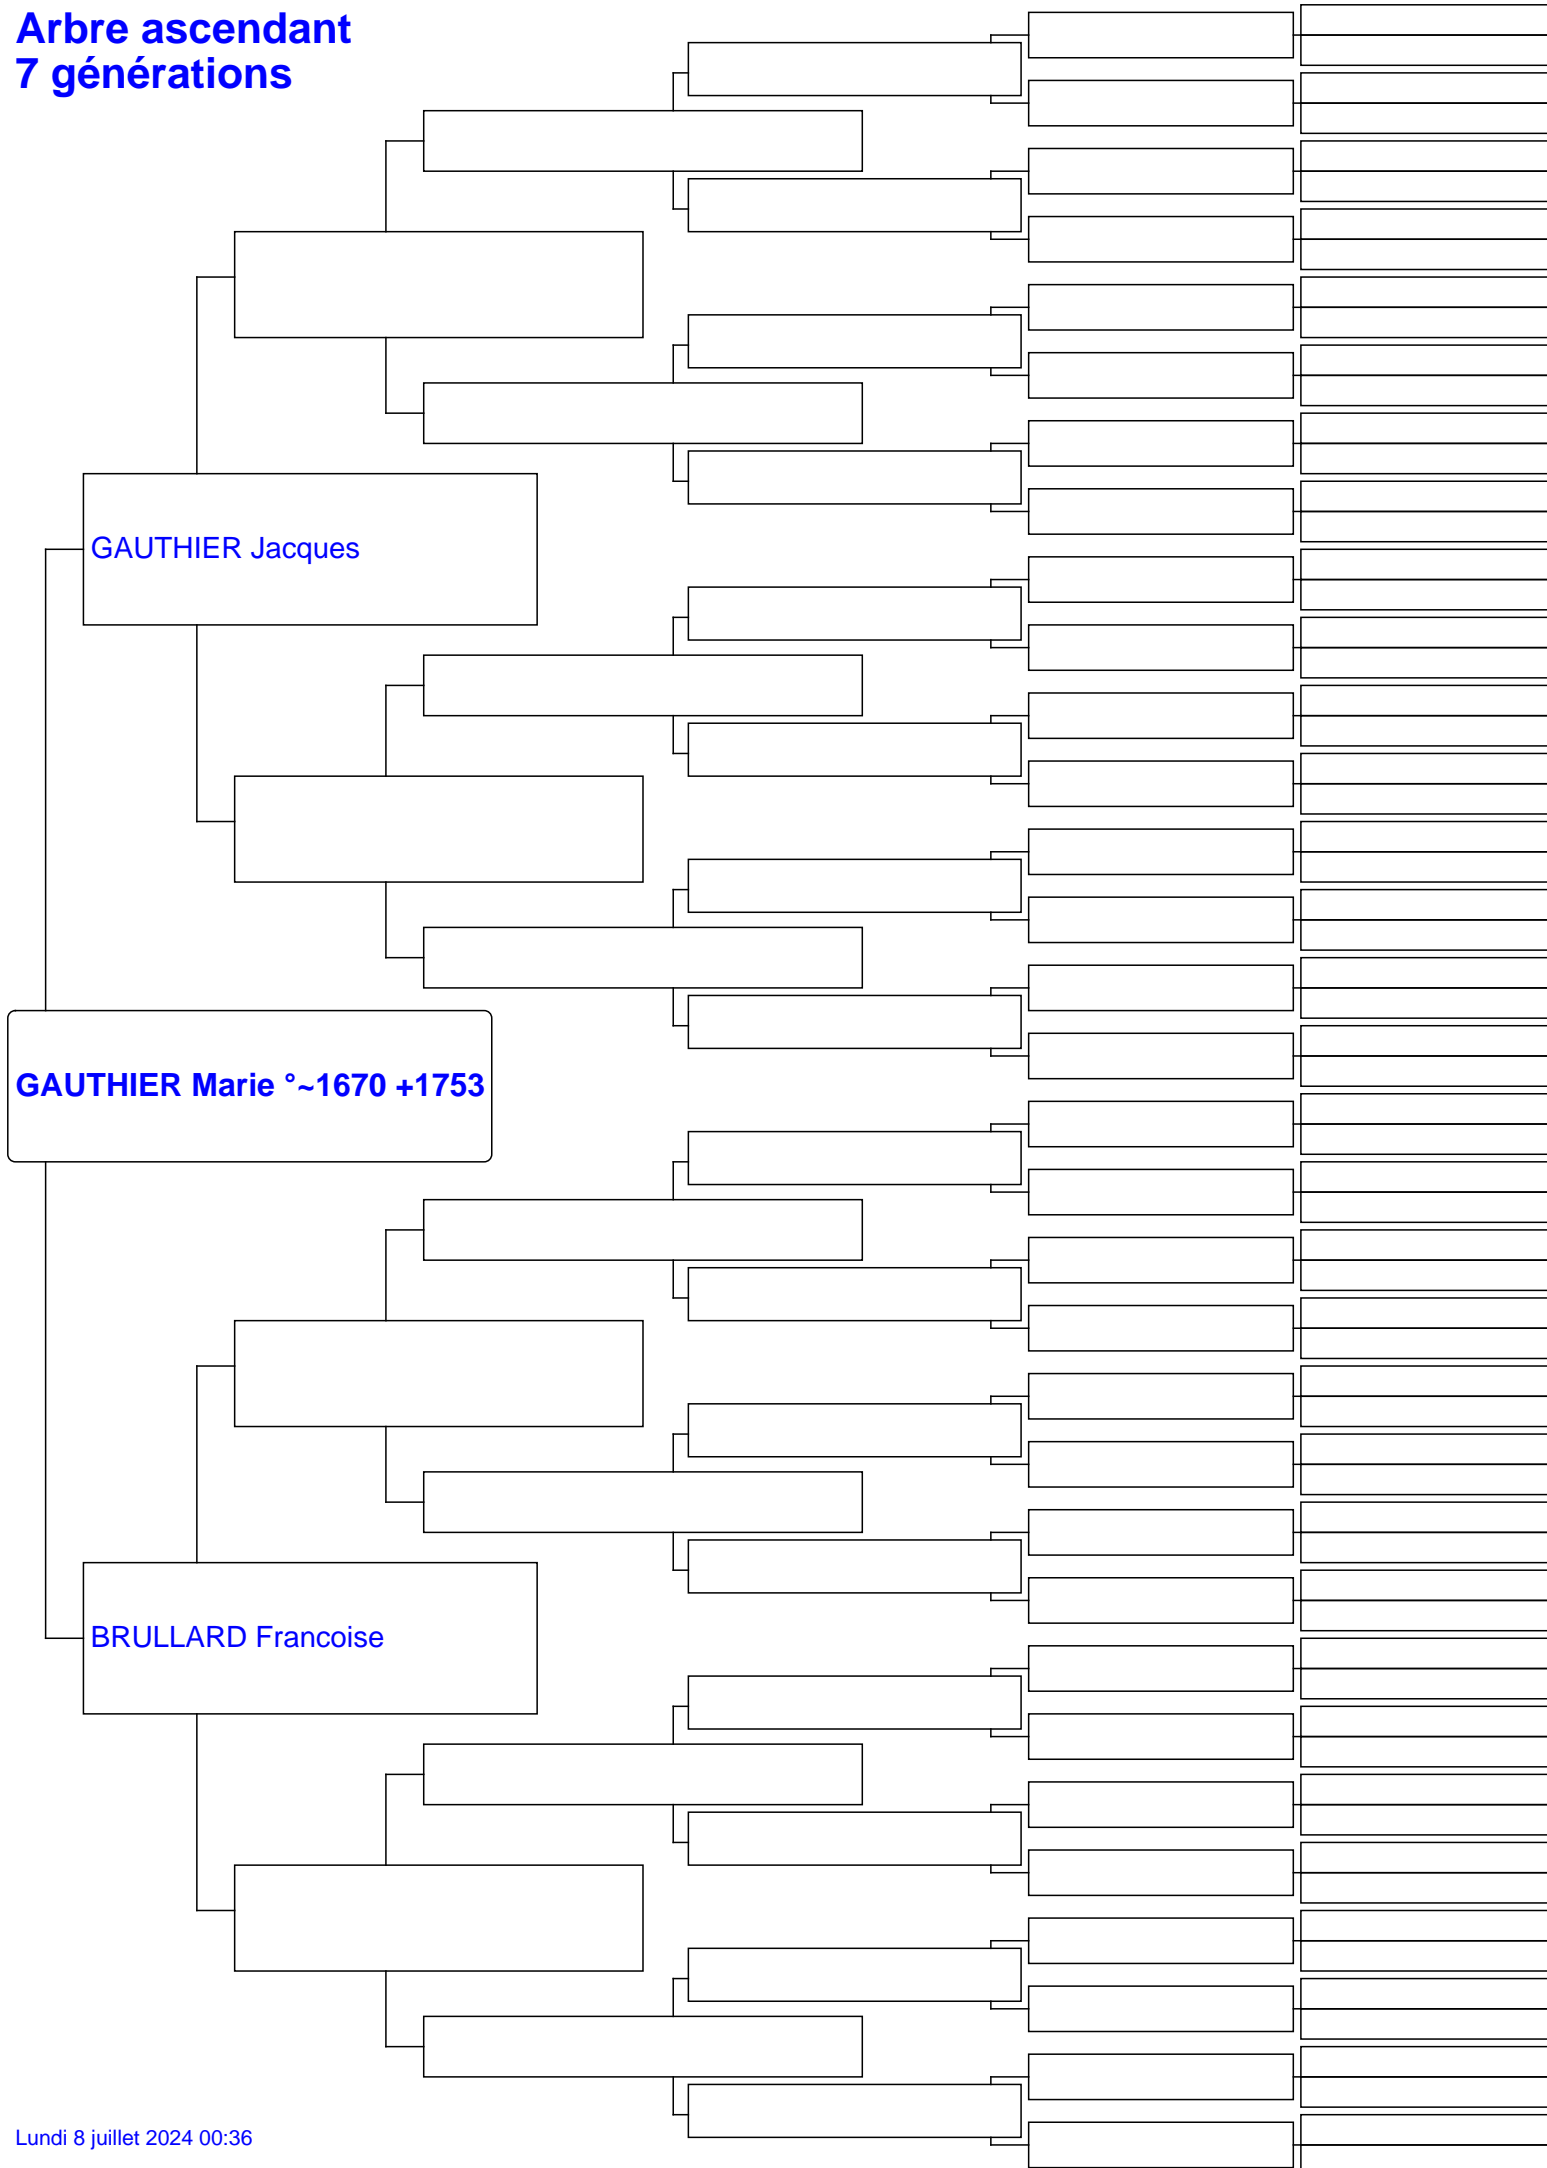 Arbre ascendant
7 générations
GAUTHIER Jacques
GAUTHIER Marie °~1670 +1753
BRULLARD Francoise
Lundi 8 juillet 2024 00:36